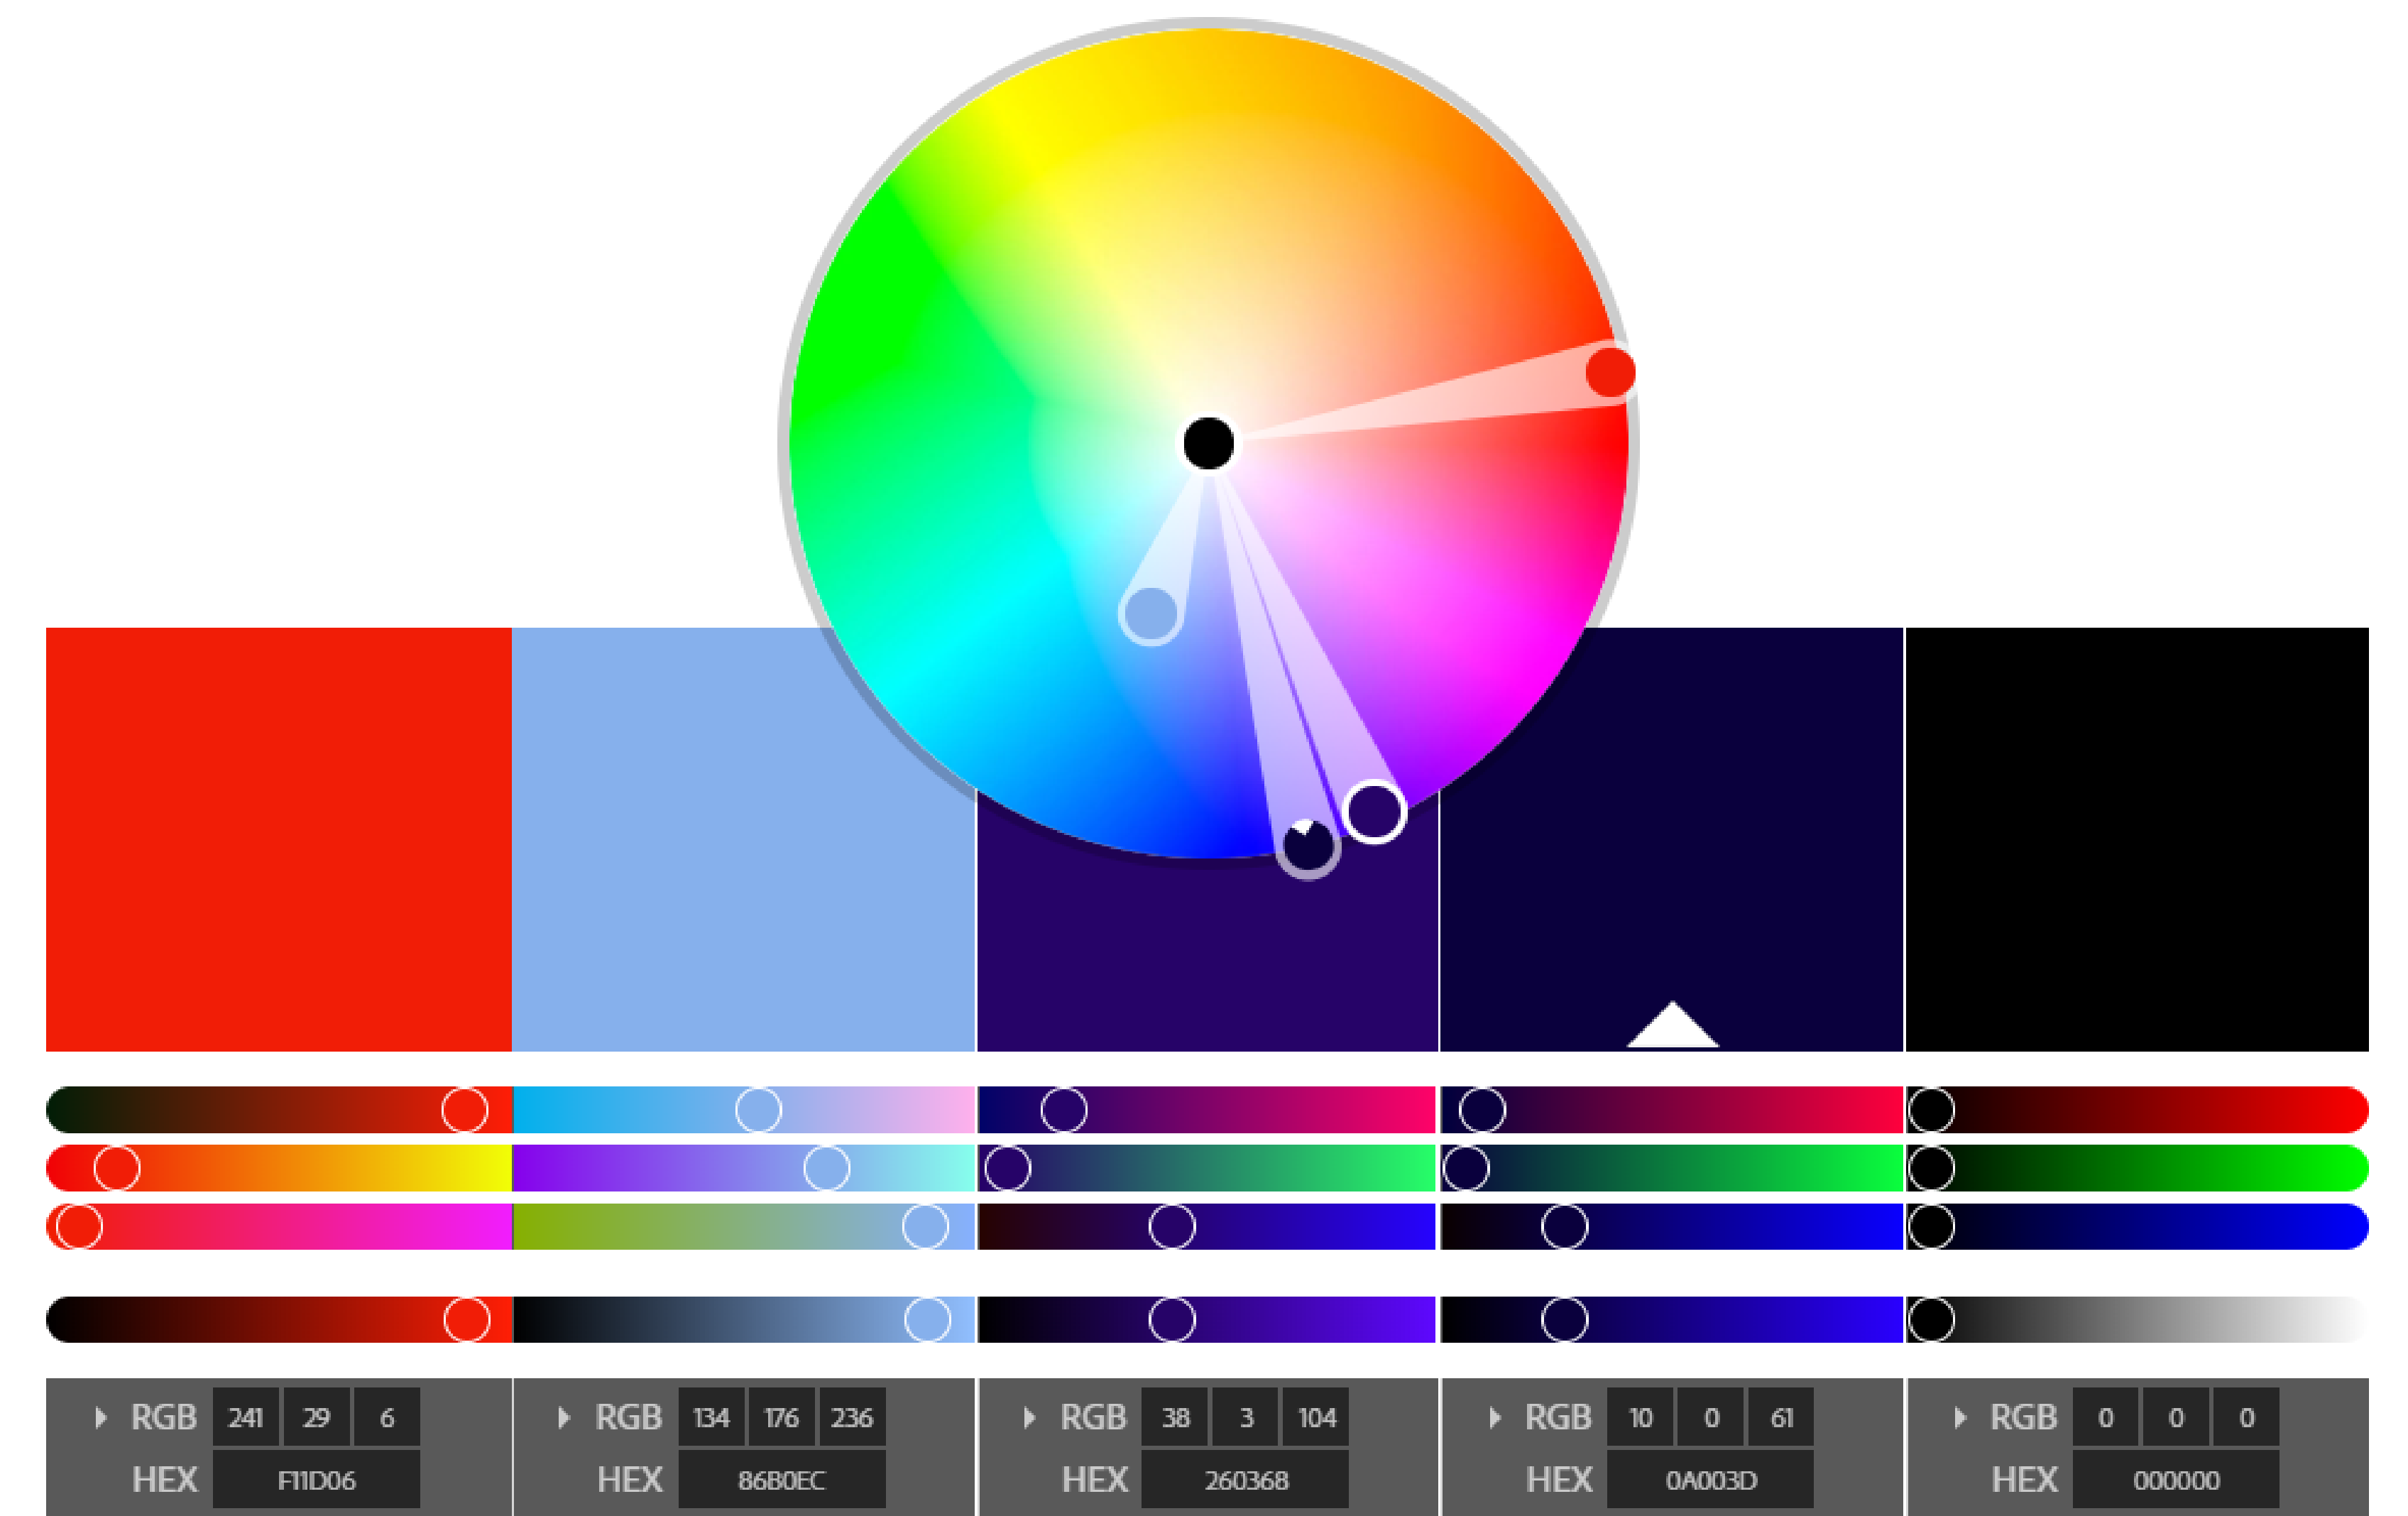 RGB 241 29 6 RGB 134 176 236 RGB 38 3 104 RGB 10 0 61 RGB 0 0 0
HEX F11D06 HEX 86B0EC HEX 260368 HEX 0A003D HEX 000000